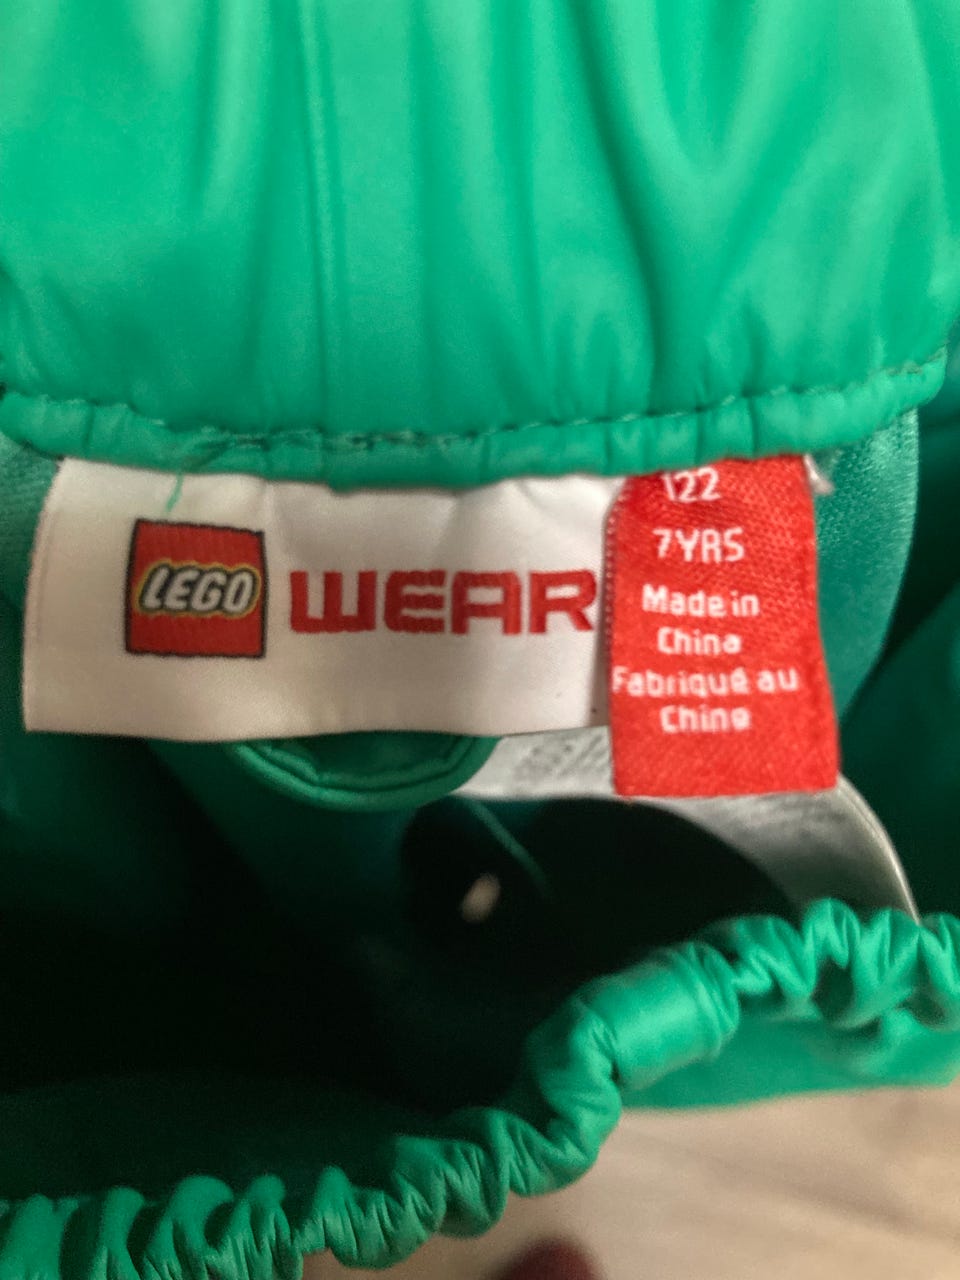 LEGO WEAR
122
7YRS
Made in
China
Fabriqué au
Chine